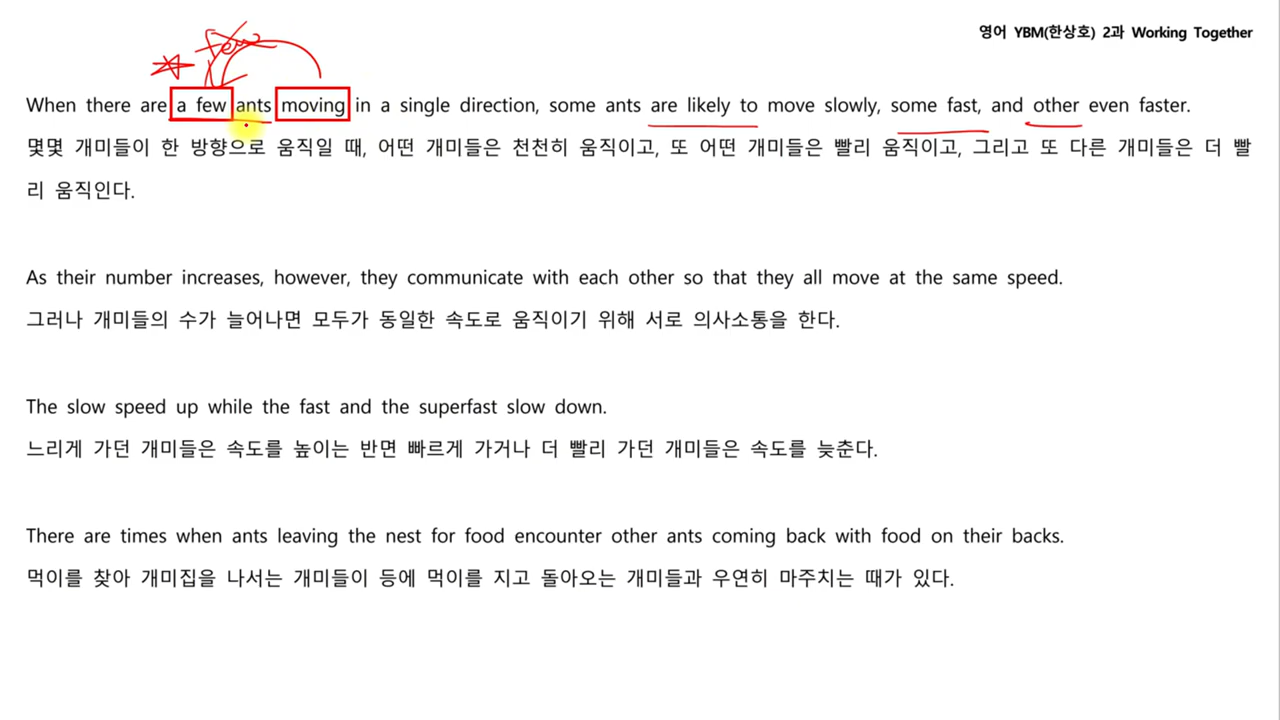 영어 YBM(한상호) 2과 Working Together
few
When there are a few ants moving in a single direction, some ants are likely to move slowly, some fast, and other even faster.
몇몇 개미들이 한 방향으로 움직일 때, 어떤 개미들은 천천히 움직이고, 또 어떤 개미들은 빨리 움직이고, 그리고 또 다른 개미들은 더 빨
리 움직인다.
As their number increases, however, they communicate with each other so that they all move at the same speed.
그러나 개미들의 수가 늘어나면 모두가 동일한 속도로 움직이기 위해 서로 의사소통을 한다.
The slow speed up while the fast and the superfast slow down.
느리게 가던 개미들은 속도를 높이는 반면 빠르게 가거나 더 빨리 가던 개미들은 속도를 늦춘다.
There are times when ants leaving the nest for food encounter other ants coming back with food on their backs.
먹이를 찾아 개미집을 나서는 개미들이 등에 먹이를 지고 돌아오는 개미들과 우연히 마주치는 때가 있다.